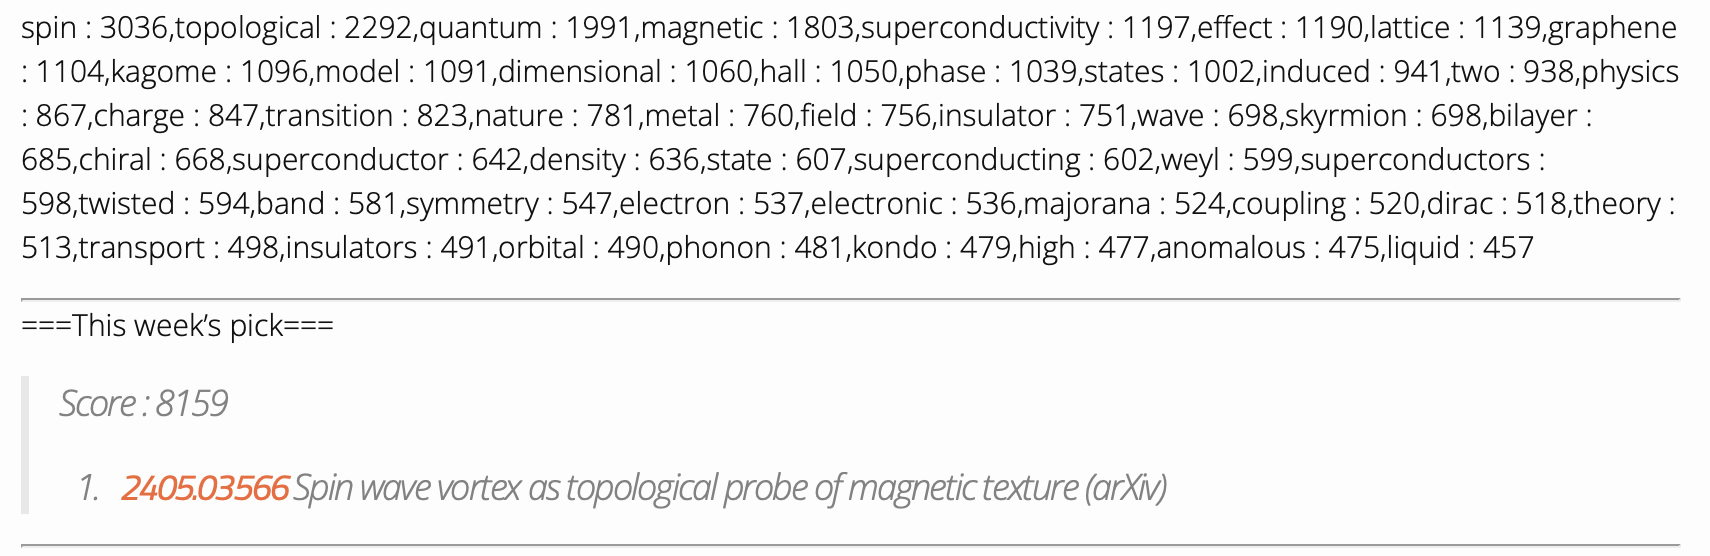 spin : 3036,topological : 2292,quantum : 1991,magnetic : 1803,superconductivity : 1197,effect : 1190,lattice : 1139,graphene
: 1104,kagome : 1096,model : 1091,dimensional : 1060,hall : 1050,phase : 1039,states : 1002,induced : 941,two : 938,physics
: 867,charge : 847,transition : 823,nature : 781,metal : 760,field : 756,insulator : 751,wave : 698,skyrmion : 698,bilayer :
685,chiral : 668,superconductor : 642,density : 636,state : 607,superconducting : 602,weyl : 599,superconductors :
598,twisted : 594,band : 581,symmetry : 547,electron : 537,electronic : 536,majorana : 524,coupling : 520,dirac : 518,theory :
513,transport : 498,insulators : 491,orbital : 490,phonon : 481,kondo : 479,high : 477,anomalous : 475,liquid : 457
===This week’s pick===
Score : 8159
1. 2405.03566 Spin wave vortex as topological probe of magnetic texture (arXiv)